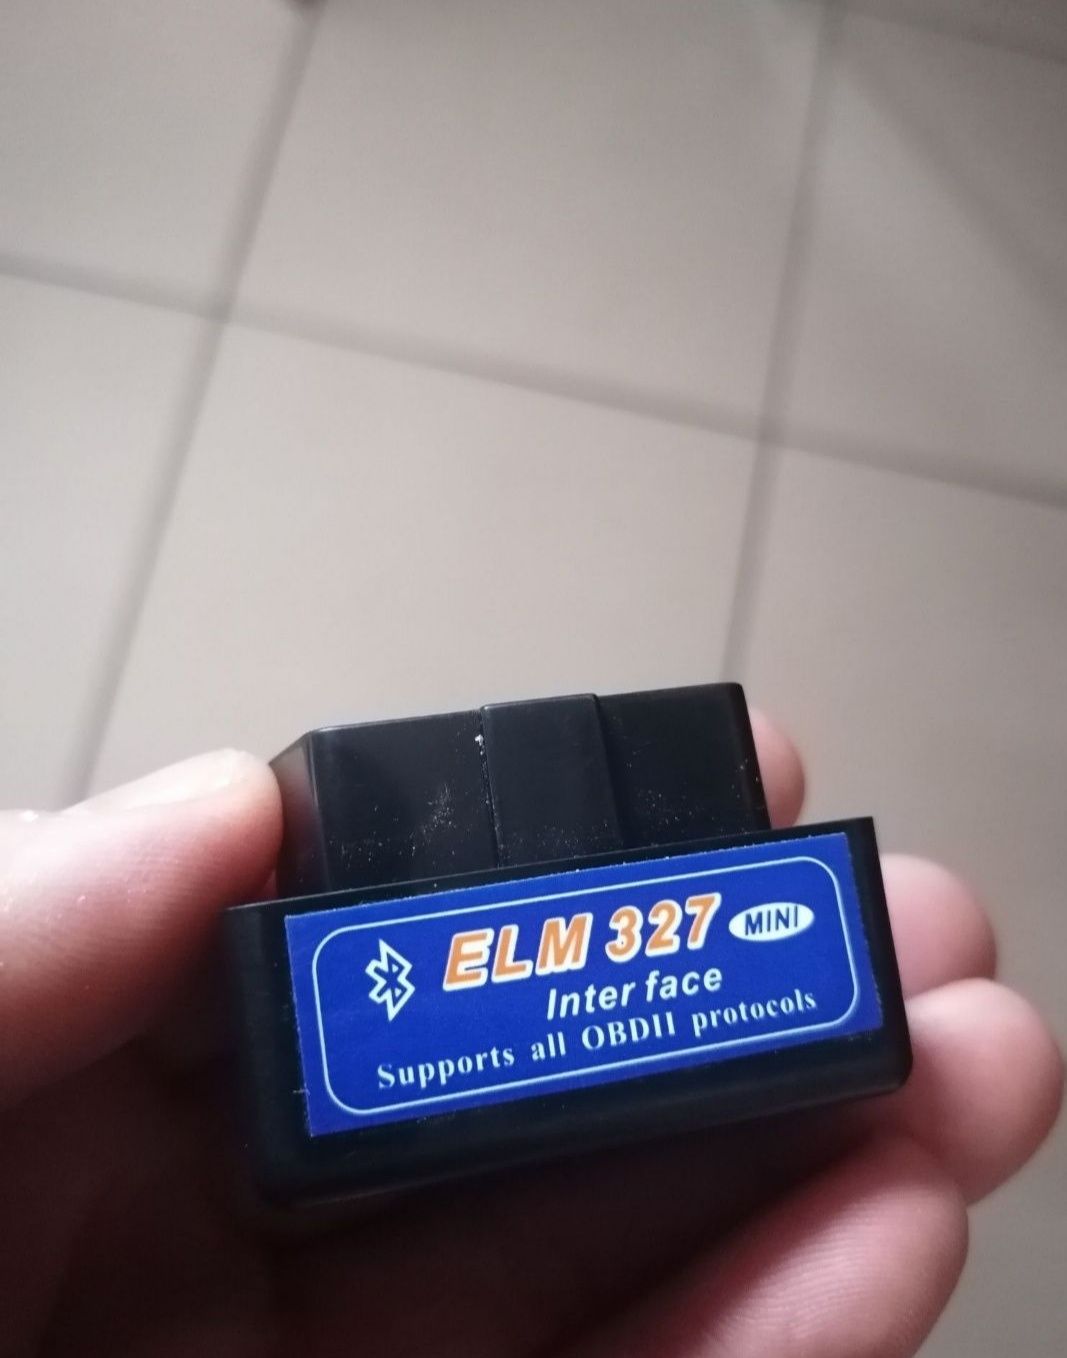 ELM 327 MINI
Inter face
Supports all OBDII protocols